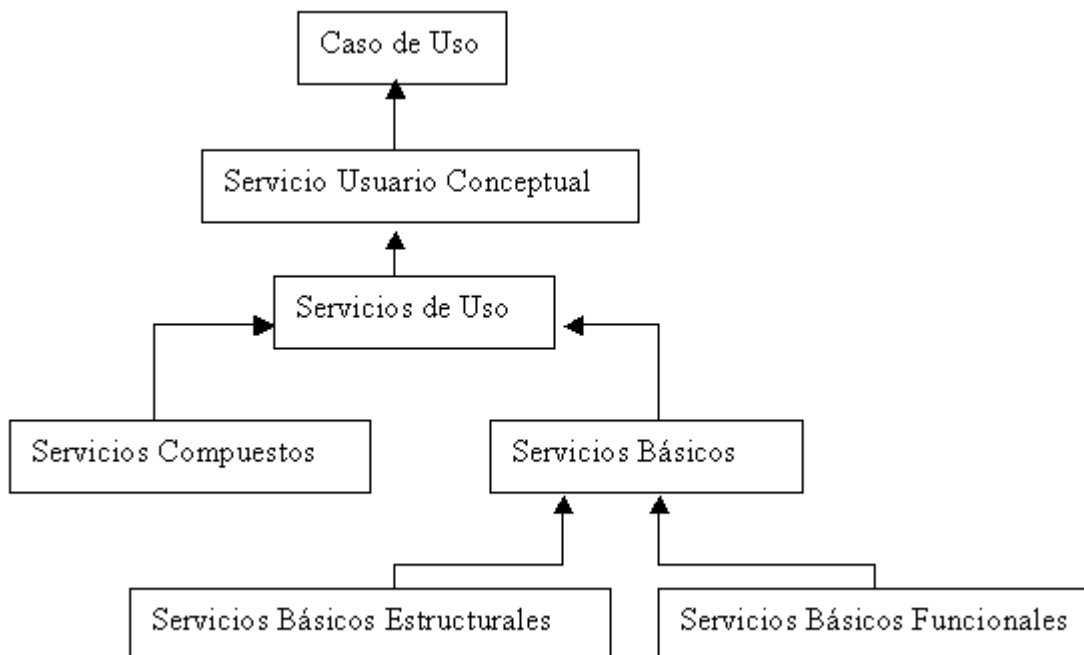 Caso de Uso
Servicio Usuario Conceptual
Servicios de Uso
Servicios Compuestos
Servicios Básicos
Servicios Básicos Estructurales
Servicios Básicos Funcionales